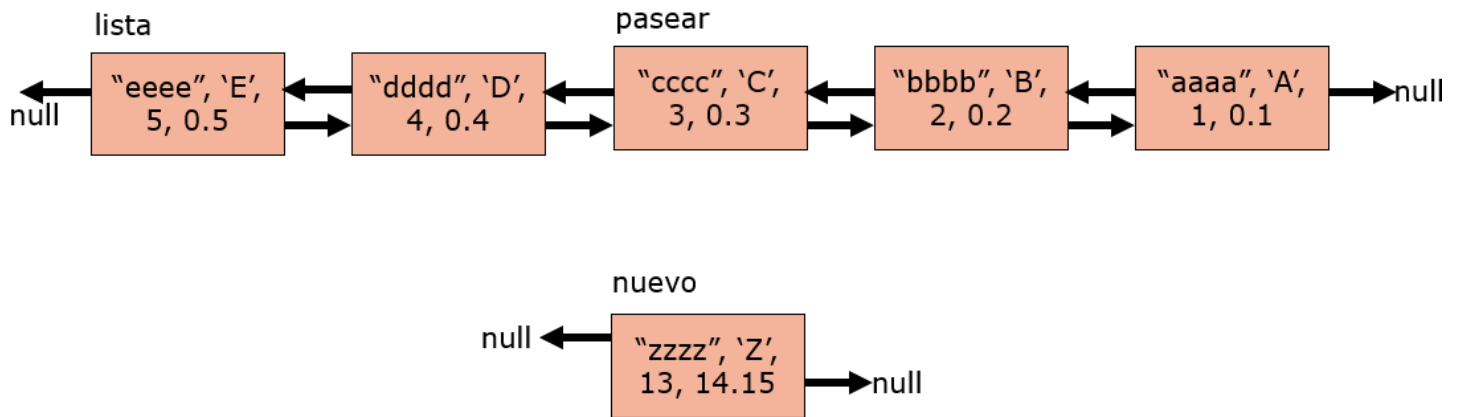 lista
pasear
null
“eeee”, ‘E’,
5, 0.5
“dddd”, ‘D’,
4, 0.4
“cccc”, ‘C’,
3, 0.3
“bbbb”, ‘B’,
2, 0.2
“aaaa”, ‘A’,
1, 0.1
null
nuevo
null
“zzzz”, ‘Z’,
13, 14.15
null